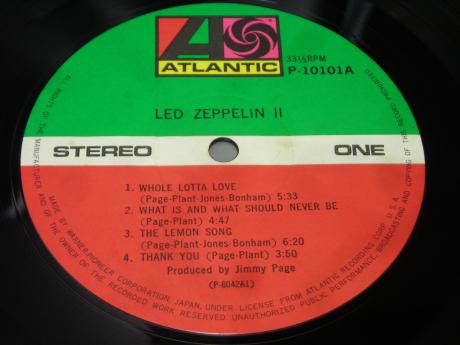 ATLANTIC
33⅓RPM
P-10101A
LED ZEPPELIN II
STEREO
ONE
1. WHOLE LOTTA LOVE
(Page-Plant-Jones-Bonham) 5:33
2. WHAT IS AND WHAT SHOULD NEVER BE
(Page-Plant) 4:47
3. THE LEMON SONG
(Page-Plant-Jones-Bonham) 6:20
4. THANK YOU (Page-Plant) 3:50
Produced by Jimmy Page
(P-6042A1)
ALL RIGHTS OF THE MANUFACTURER AND OF THE OWNER OF THE RECORDED WORK RESERVED. UNAUTHORIZED PUBLIC PERFORMANCE, BROADCASTING AND COPYING OF THIS RECORD PROHIBITED
MADE BY WARNER-PIONEER CORPORATION, JAPAN, UNDER LICENSE FROM ATLANTIC RECORDING CORP. U.S.A.